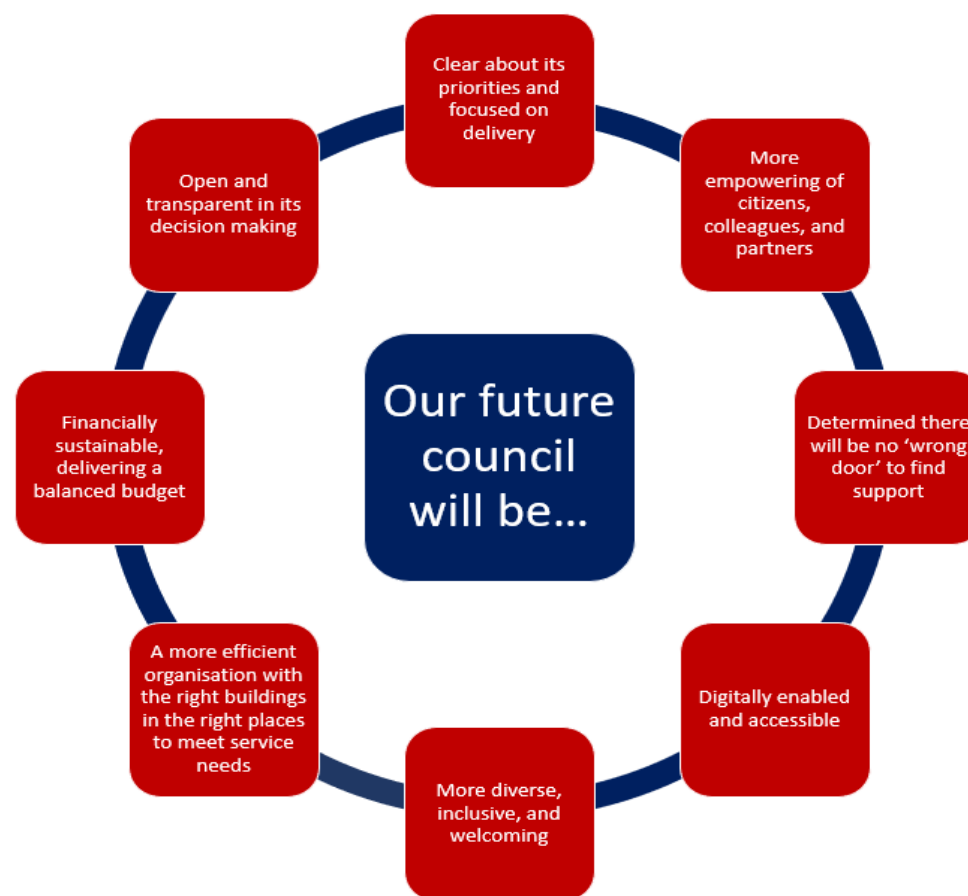 Clear about its
priorities and
focused on
delivery
More
empowering of
citizens,
colleagues, and
partners
Determined there
will be no ‘wrong
door’ to find
support
Digitally enabled
and accessible
More diverse,
inclusive, and
welcoming
A more efficient
organisation with
the right buildings
in the right places
to meet service
needs
Financially
sustainable,
delivering a
balanced budget
Open and
transparent in its
decision making
Our future
council
will be...